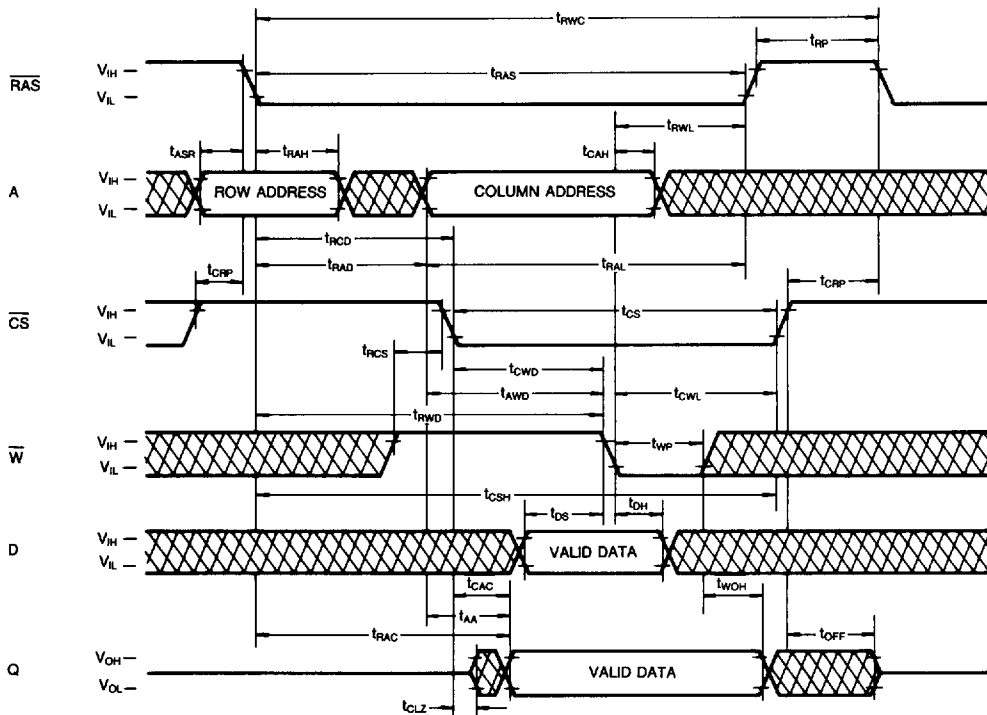 tRWC
tRP
RAS
VIH
VIL
tRAS
tRWL
tASR
tRAH
tCAH
A
VIH
VIL
ROW ADDRESS
COLUMN ADDRESS
tRCD
tRAD
tRAL
tCRP
tCRP
CS
VIH
VIL
tCS
tRCS
tCWD
tAWD
tCWL
tRWD
W
VIH
VIL
tWP
tCSH
tDS
tDH
D
VIH
VIL
VALID DATA
tCAC
tWOH
tAA
tRAC
tOFF
Q
VOH
VOL
VALID DATA
tCLZ